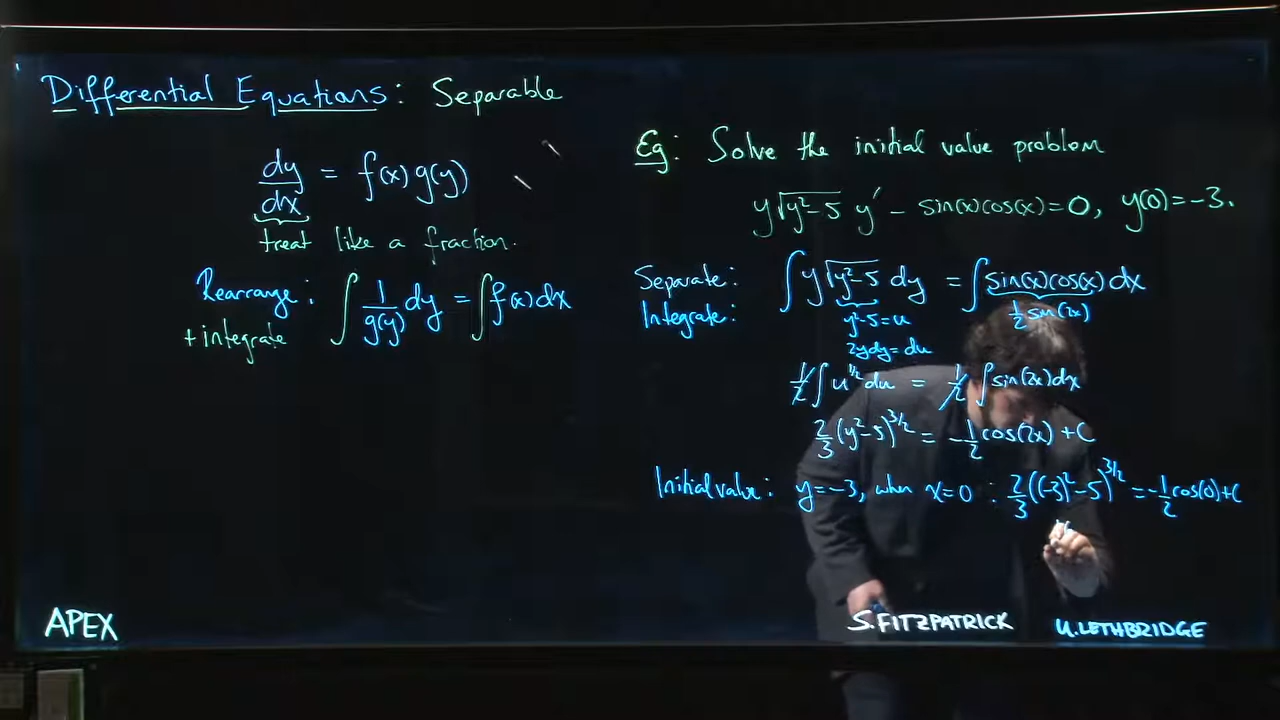 Differential Equations: Separable
dy/dx = f(x)g(y)
treat like a fraction.
Rearrange: ∫ 1/g(y) dy = ∫ f(x)dx
+ integrate
Eg: Solve the initial value problem
y√(y²-5) y′ - sin(x)cos(x)=0, y(0)=-3.
Separate: ∫ y√(y²-5) dy = ∫ sin(x)cos(x) dx
Integrate: y²-5=u 1/2 sin(2x)
2y dy = du
1/2 ∫ u^(1/2) du = 1/2 ∫ sin(2x)dx
2/3 (y²-5)^(3/2) = -1/2 cos(2x) + C
Initial value: y=-3, when x=0 : 2/3 ((-3)²-5)^(3/2) = -1/2 cos(0)+C
APEX
S.FITZPATRICK
U.LETHBRIDGE